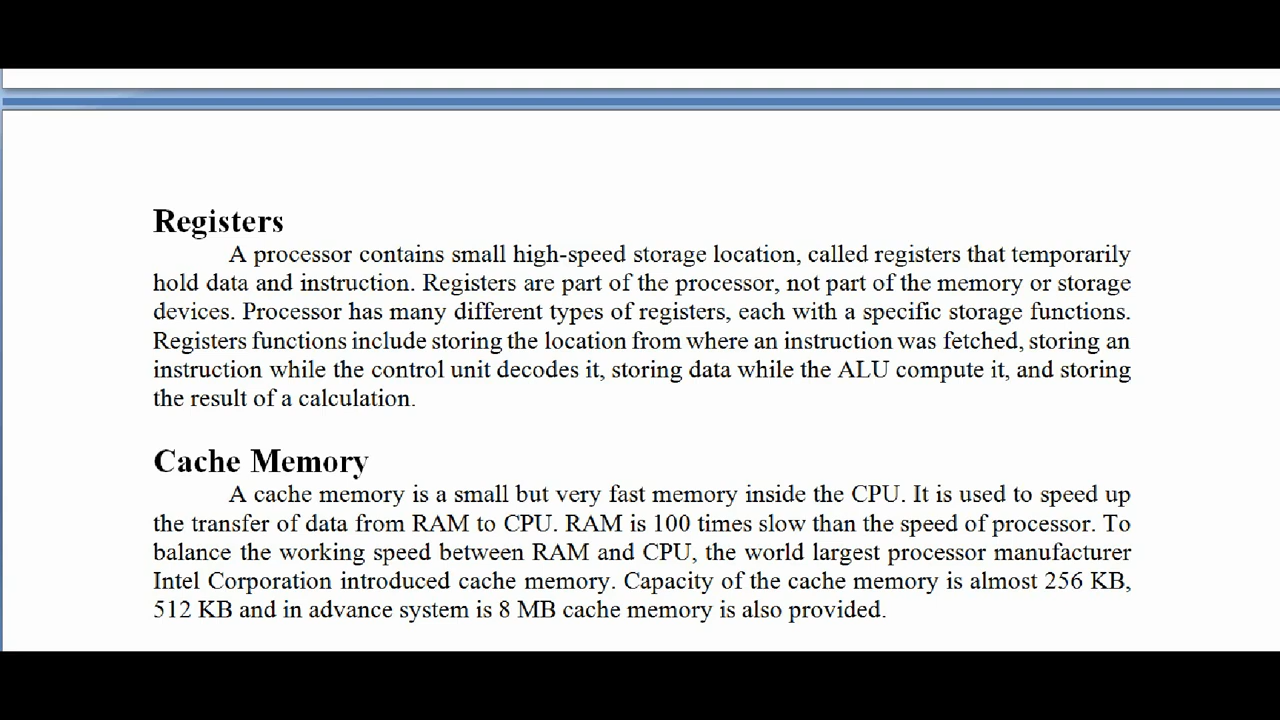 Registers
A processor contains small high-speed storage location, called registers that temporarily
hold data and instruction. Registers are part of the processor, not part of the memory or storage
devices. Processor has many different types of registers, each with a specific storage functions.
Registers functions include storing the location from where an instruction was fetched, storing an
instruction while the control unit decodes it, storing data while the ALU compute it, and storing
the result of a calculation.
Cache Memory
A cache memory is a small but very fast memory inside the CPU. It is used to speed up
the transfer of data from RAM to CPU. RAM is 100 times slow than the speed of processor. To
balance the working speed between RAM and CPU, the world largest processor manufacturer
Intel Corporation introduced cache memory. Capacity of the cache memory is almost 256 KB,
512 KB and in advance system is 8 MB cache memory is also provided.